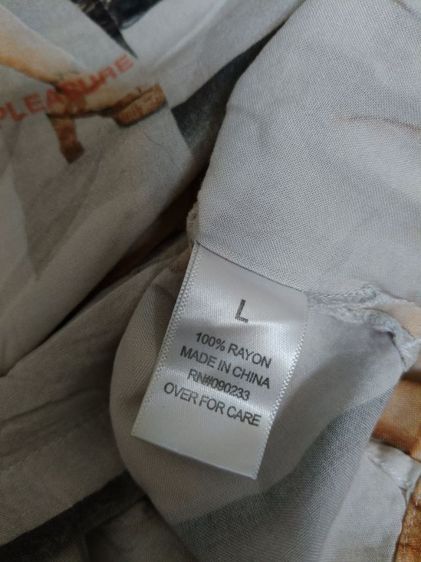 PLEASURE
L
100% RAYON
MADE IN CHINA
RN#090233
OVER FOR CARE